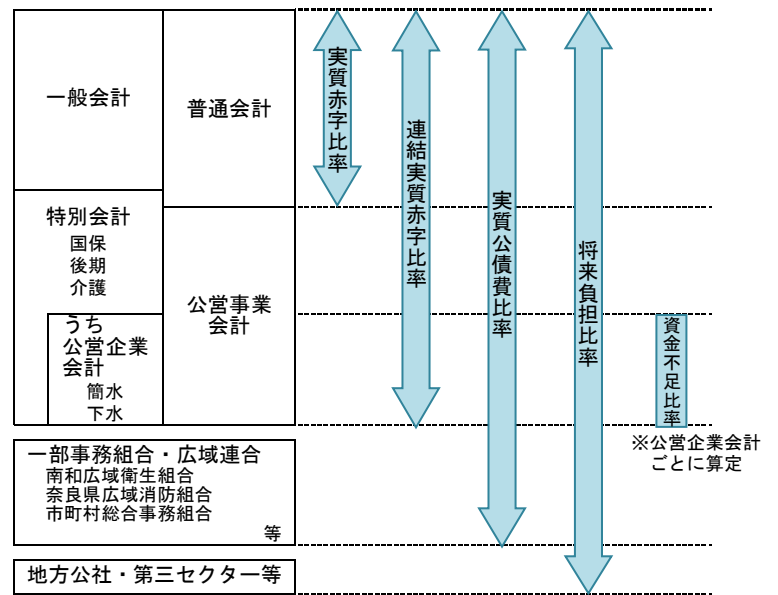 一般会計
普通会計
特別会計
国保
後期
介護
うち
公営企業
会計
簡水
下水
公営事業
会計
実質赤字比率
連結実質赤字比率
実質公債費比率
将来負担比率
資金不足比率
※公営企業会計
ごとに算定
一部事務組合・広域連合
南和広域衛生組合
奈良県広域消防組合
市町村総合事務組合
等
地方公社・第三セクター等